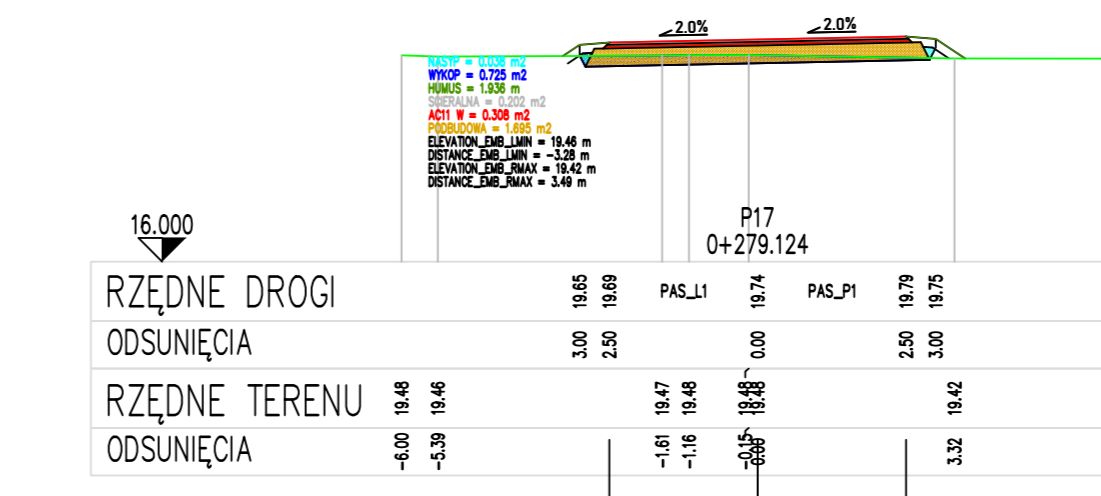 2.0% 2.0%
NASYP = 0.038 m2
WYKOP = 0.725 m2
HUMUS = 1.936 m
ŚCIERALNA = 0.202 m2
AC11 W = 0.308 m2
PODBUDOWA = 1.695 m2
ELEVATION_EMB_LMIN = 19.46 m
DISTANCE_EMB_LMIN = -3.28 m
ELEVATION_EMB_RMAX = 19.42 m
DISTANCE_EMB_RMAX = 3.49 m
16.000
P17
0+279.124
RZĘDNE DROGI 19.65 19.69 PAS_L1 19.74 PAS_P1 19.79 19.75
ODSUNIĘCIA 3.00 2.50 0.00 2.50 3.00
RZĘDNE TERENU 19.48 19.46 19.47 19.48 19.48 19.48 19.42
ODSUNIĘCIA -6.00 -5.39 -1.61 -1.16 -0.15 0.00 3.32